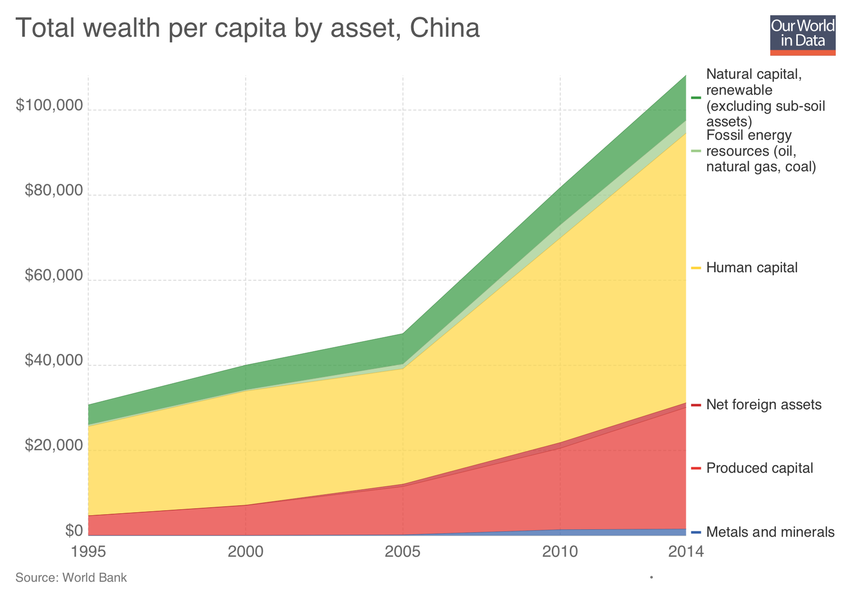 Total wealth per capita by asset, China
Our World
in Data
$100,000
$80,000
$60,000
$40,000
$20,000
$0
1995
2000
2005
2010
2014
Natural capital,
renewable
(excluding sub-soil
assets)
Fossil energy
resources (oil,
natural gas, coal)
Human capital
Net foreign assets
Produced capital
Metals and minerals
Source: World Bank